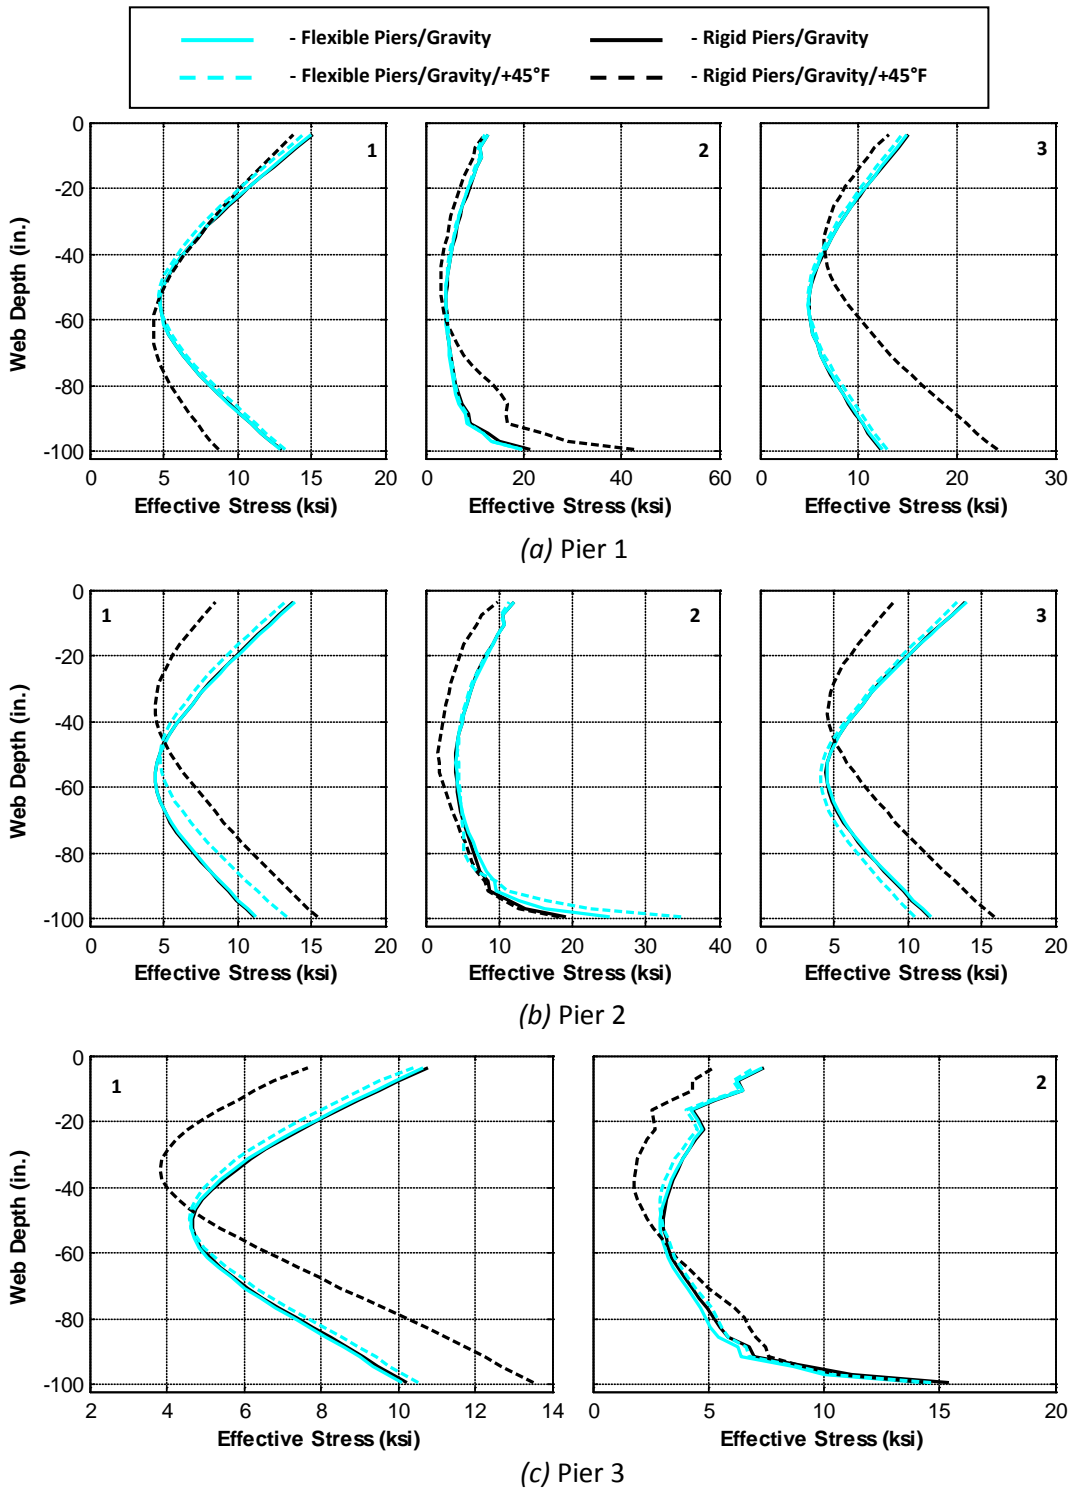 - Flexible Piers/Gravity - Rigid Piers/Gravity
- Flexible Piers/Gravity/+45°F - Rigid Piers/Gravity/+45°F
Web Depth (in.)
0
-20
-40
-60
-80
-100
1
2
3
0 5 10 15 20
0 20 40 60
0 10 20 30
Effective Stress (ksi) Effective Stress (ksi) Effective Stress (ksi)
(a) Pier 1
Web Depth (in.)
0
-20
-40
-60
-80
-100
1
2
3
0 5 10 15 20
0 10 20 30 40
0 5 10 15 20
Effective Stress (ksi) Effective Stress (ksi) Effective Stress (ksi)
(b) Pier 2
Web Depth (in.)
0
-20
-40
-60
-80
-100
1
2
2 4 6 8 10 12 14
0 5 10 15 20
Effective Stress (ksi) Effective Stress (ksi)
(c) Pier 3